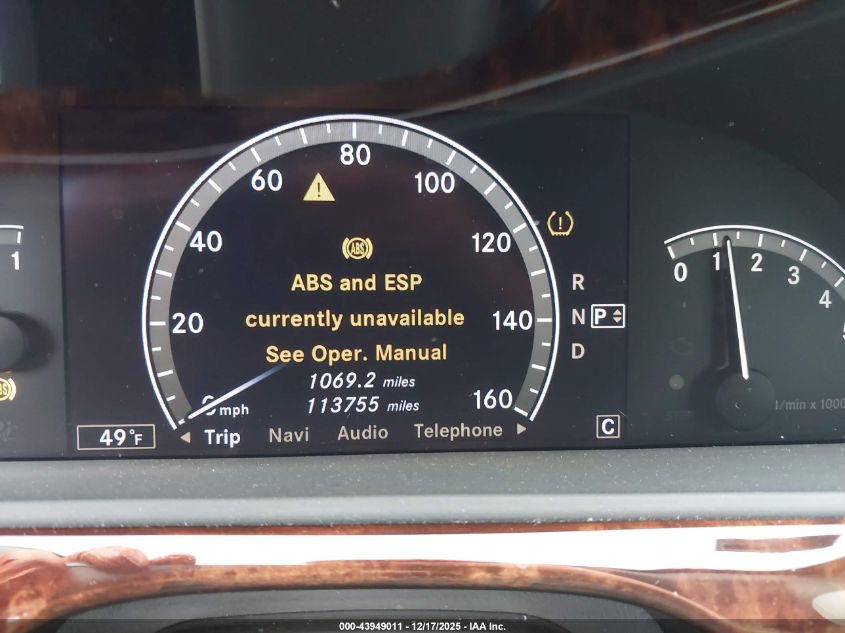 80
60
100
40
120
ABS
ABS and ESP
20
currently unavailable
140
See Oper. Manual
1069.2 miles
113755 miles
0 mph
160
49°F
Trip Navi Audio Telephone
C
R
N P
D
1
0 1 2 3 4
l/min x 1000
000-43949011 - 12/17/2025 - IAA Inc.